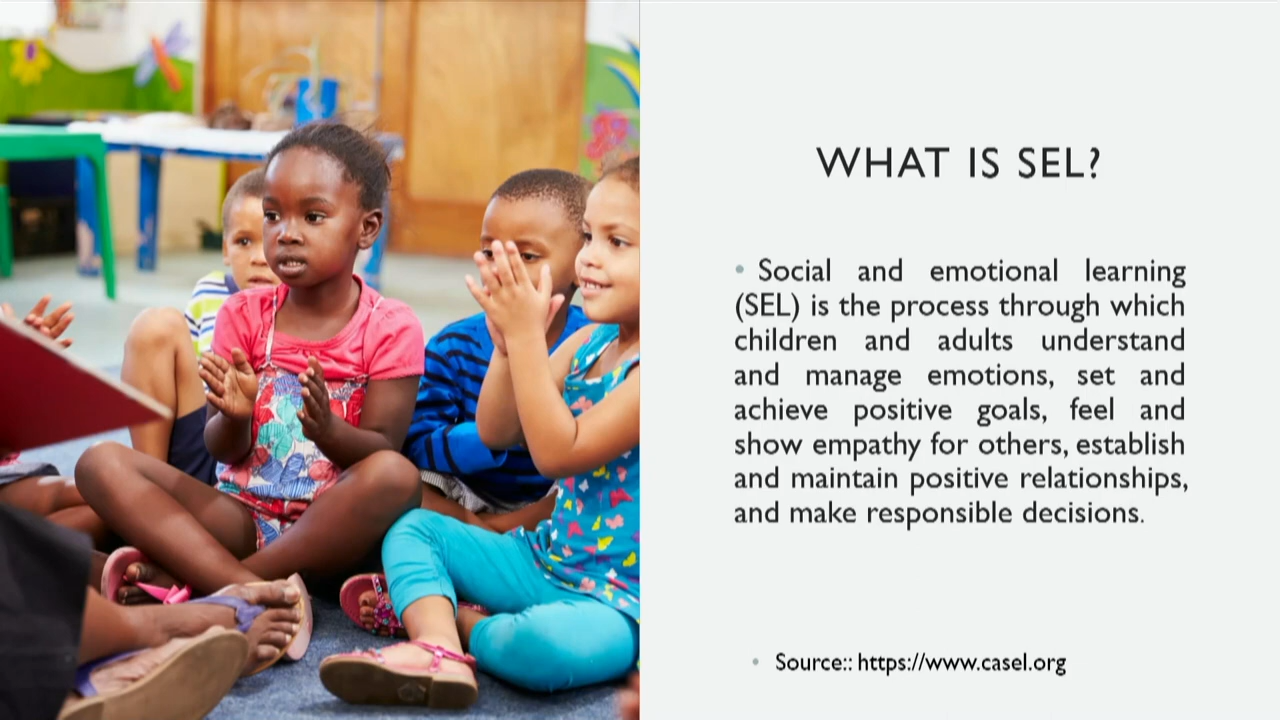 WHAT IS SEL?
• Social and emotional learning
(SEL) is the process through which
children and adults understand
and manage emotions, set and
achieve positive goals, feel and
show empathy for others, establish
and maintain positive relationships,
and make responsible decisions.
• Source:: https://www.casel.org